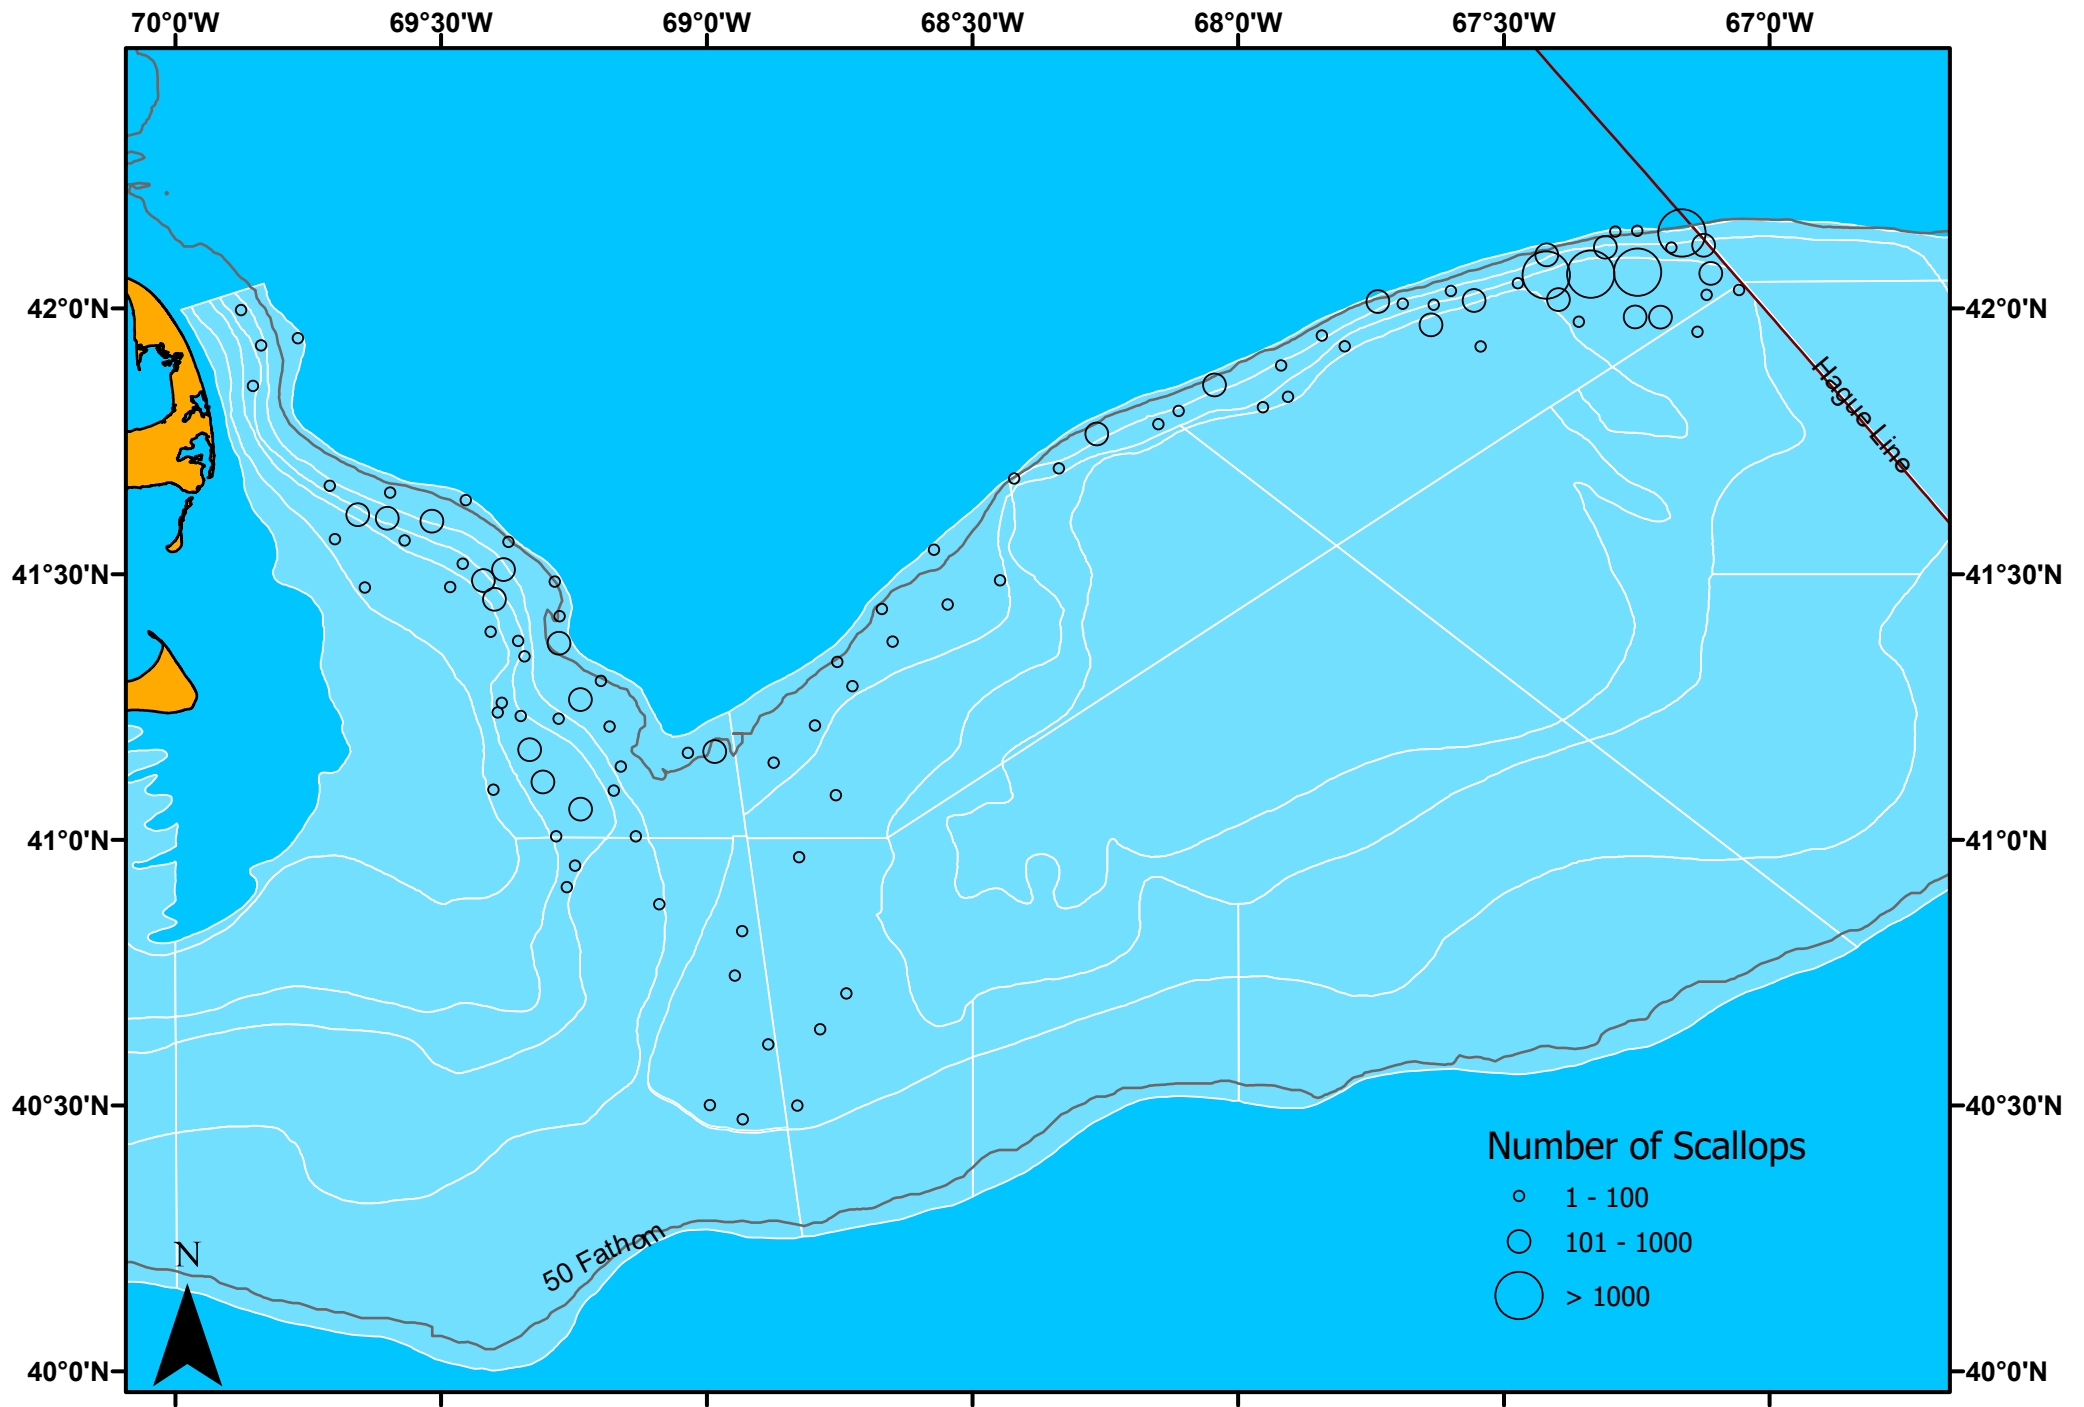 70°0'W 69°30'W 69°0'W 68°30'W 68°0'W 67°30'W 67°0'W
42°0'N 42°0'N
Hague Line
41°30'N 41°30'N
41°0'N 41°0'N
40°30'N 40°30'N
Number of Scallops
1 - 100
101 - 1000
> 1000
50 Fathom
N
40°0'N 40°0'N